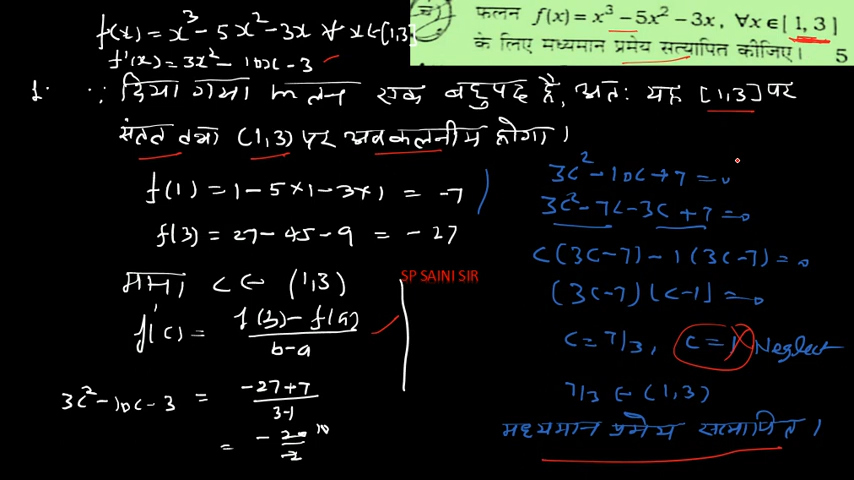 f(x) = x³ - 5x² - 3x ∀ x ∈ [1,3]
f'(x) = 3x² - 10x - 3
फलन f(x) = x³ - 5x² - 3x, ∀x ∈ [ 1, 3 ]
के लिए मध्यमान प्रमेय सत्यापित कीजिए। 5
1. ∵ दिया गया फलन एक बहुपद है, अतः यह [1,3] पर
संतत तथा (1,3) पर अवकलनीय होगा।
f(1) = 1 - 5×1 - 3×1 = -7
f(3) = 27 - 45 - 9 = -27
माना c ∈ (1,3)
f'(c) = f(3) - f(a) / b-a
3c² - 10c - 3 = -27+7 / 3-1
= -20 10 / 2
SP SAINI SIR
3c² - 10c + 7 = 0
3c² - 7c - 3c + 7 = 0
c(3c-7) - 1(3c-7) = 0
(3c-7)(c-1) = 0
c = 7/3, c = 1 Neglect
7/3 ∈ (1,3)
मध्यमान प्रमेय सत्यापित।